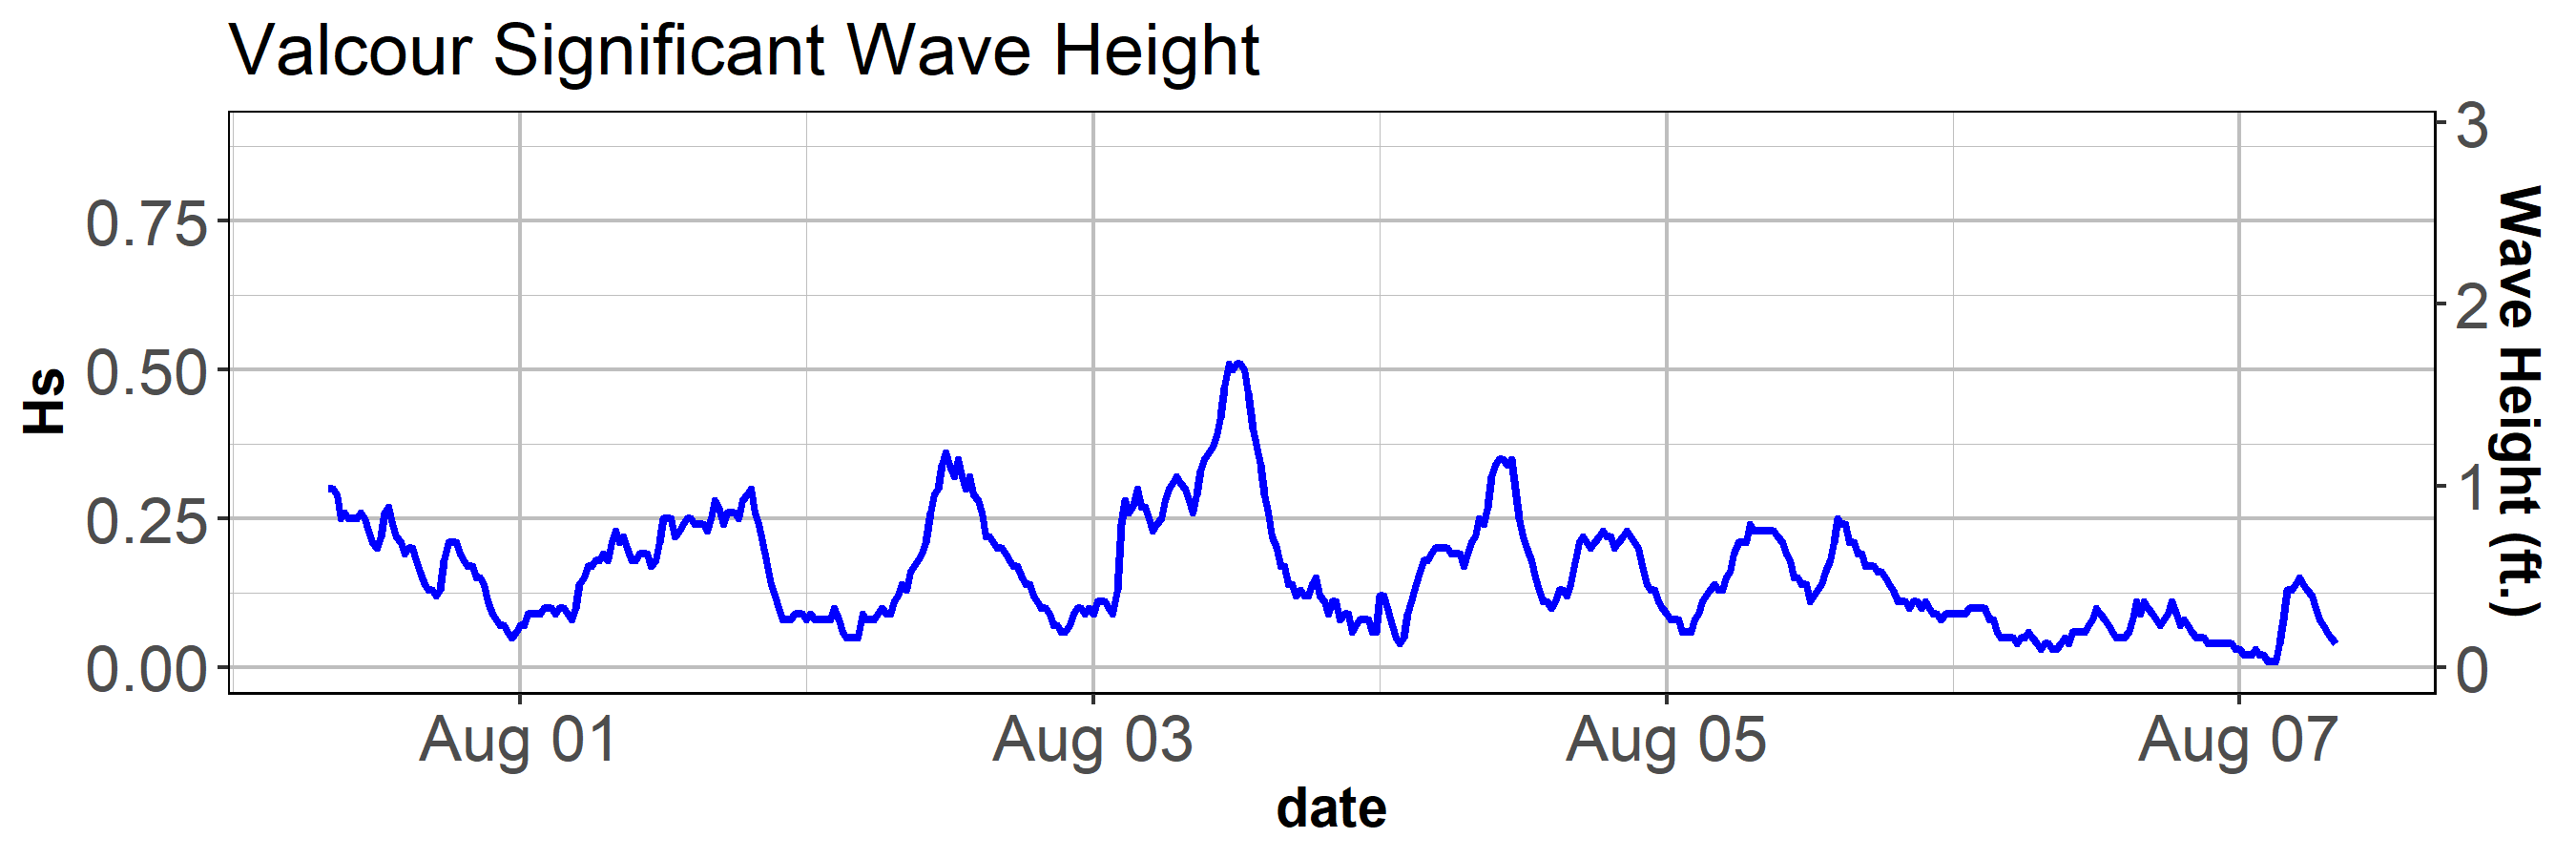 Valcour Significant Wave Height
Hs
0.75
0.50
0.25
0.00
3
2
1
0
Wave Height (ft.)
Aug 01 Aug 03 Aug 05 Aug 07
date